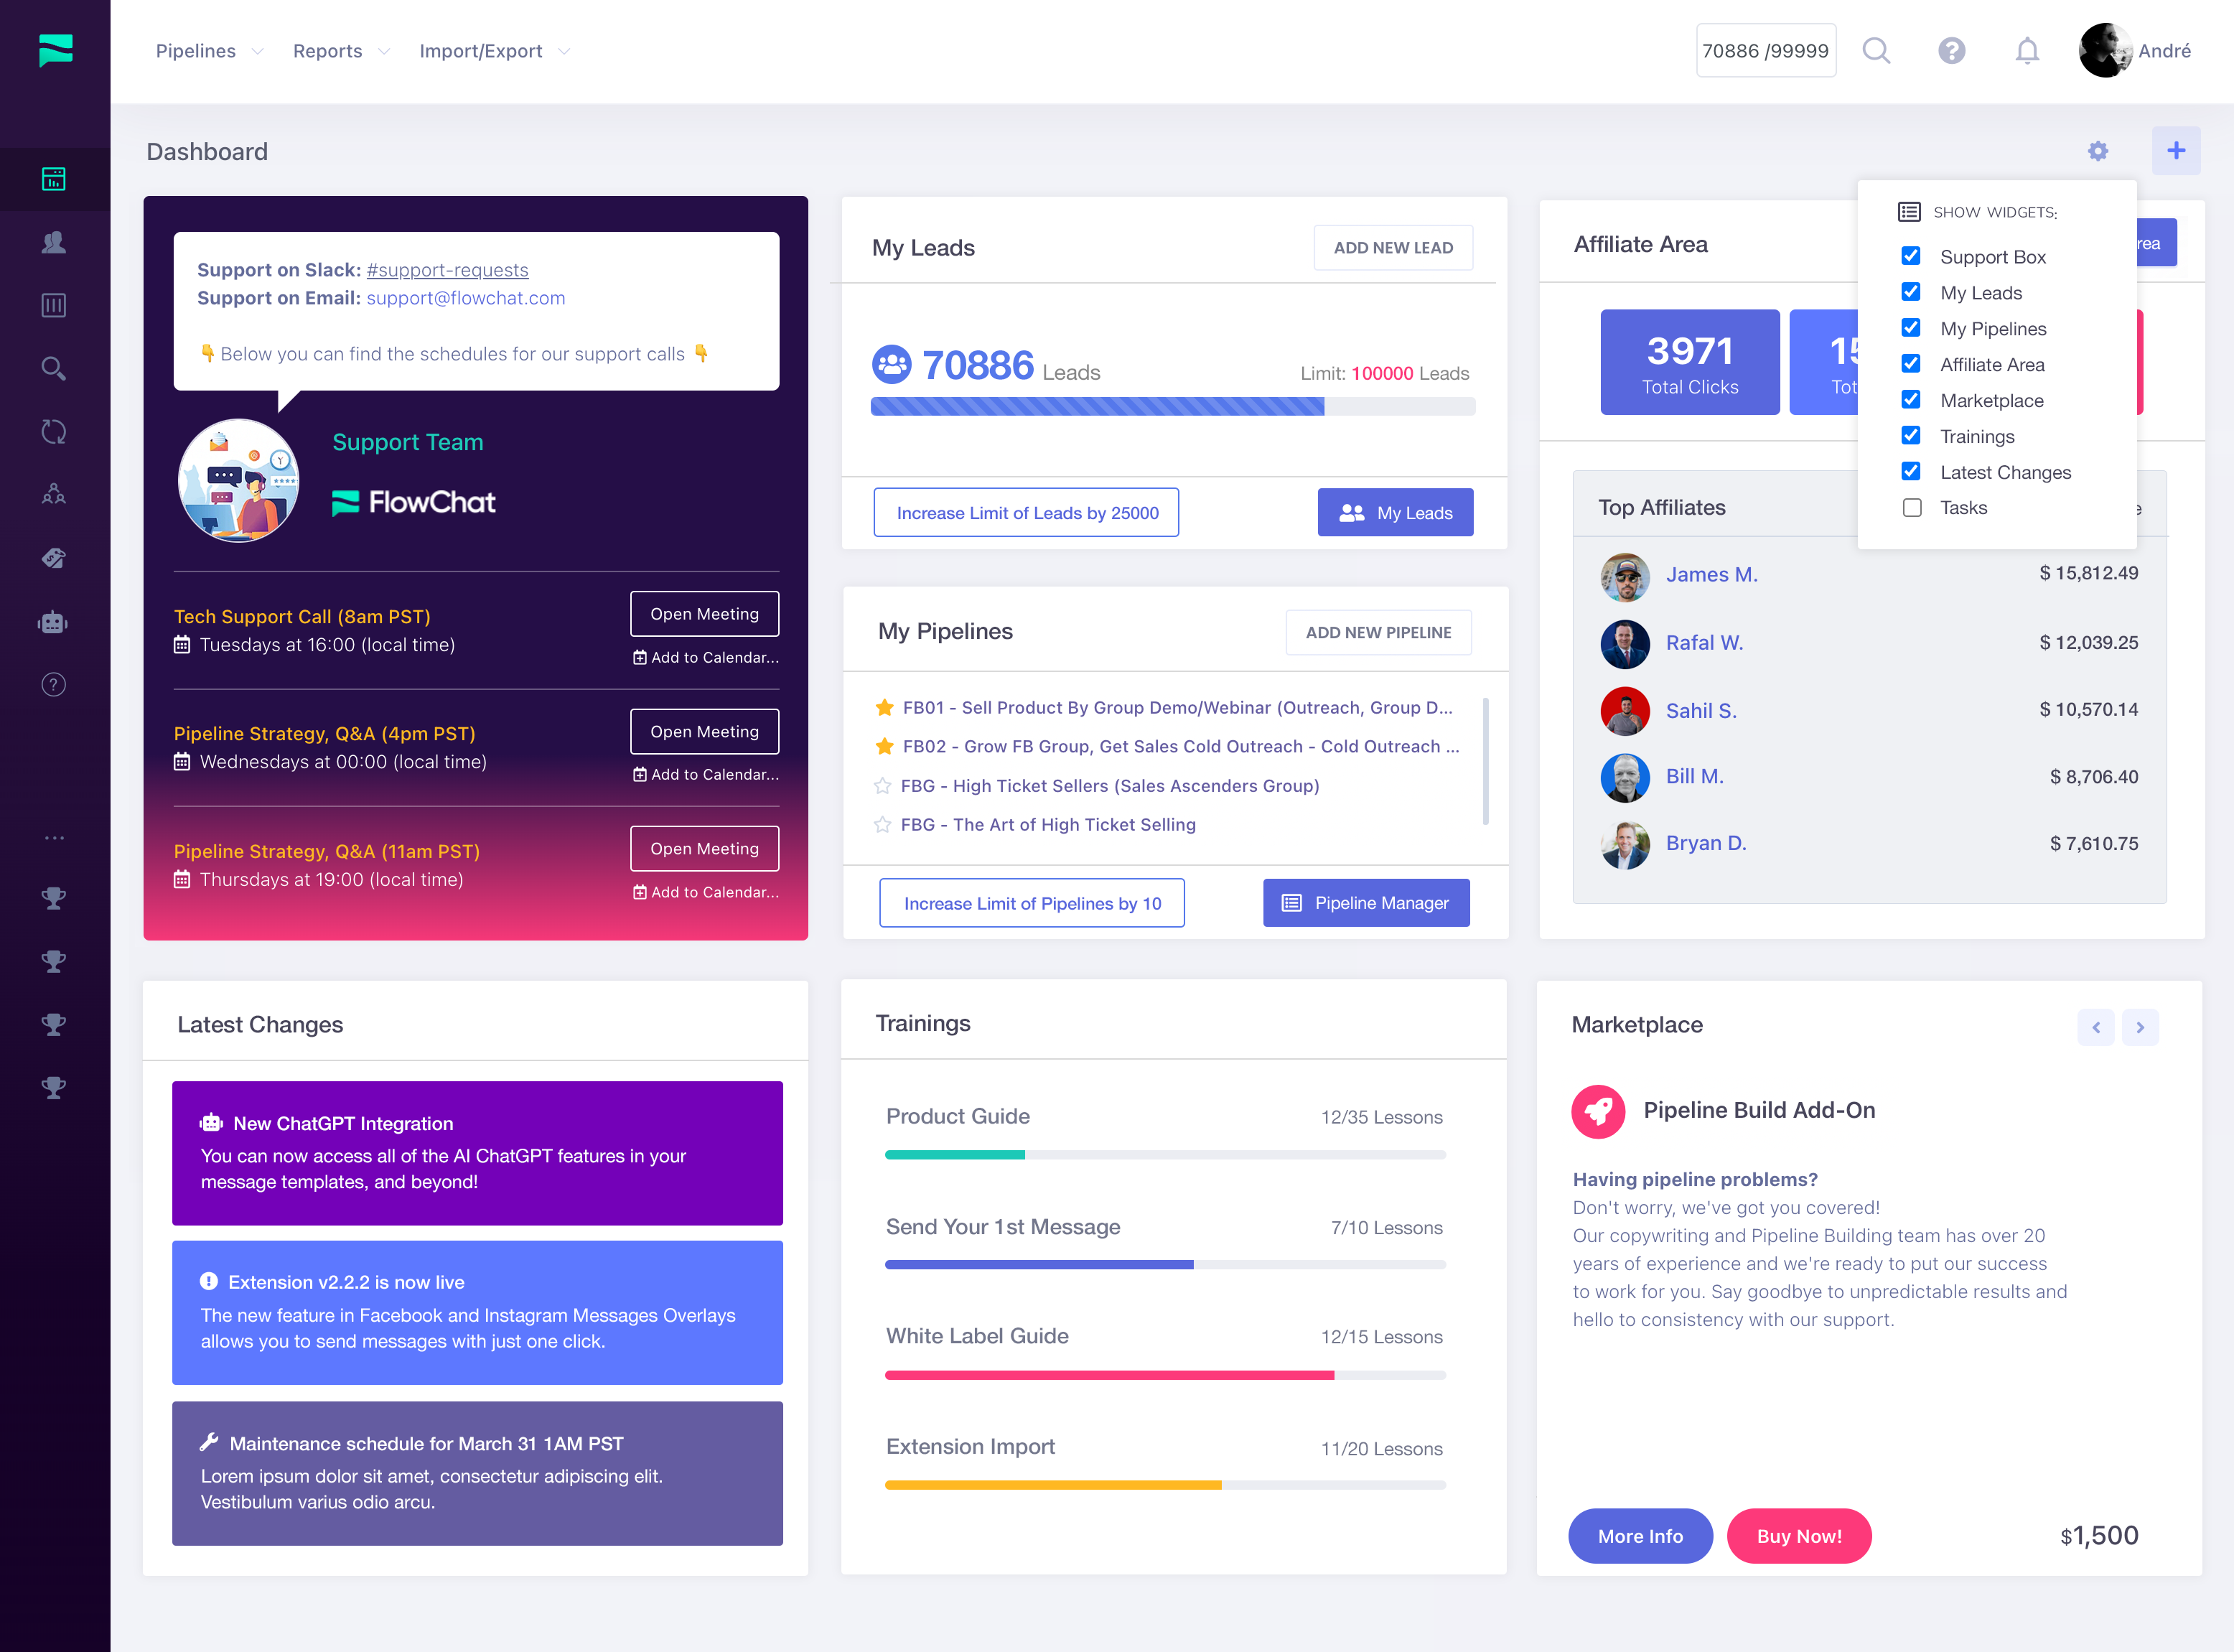 Pipelines
Reports
Import/Export
70886 /99999
André
Dashboard
Support on Slack: #support-requests
Support on Email: support@flowchat.com
👇 Below you can find the schedules for our support calls 👇
Support Team
FlowChat
Tech Support Call (8am PST)
Tuesdays at 16:00 (local time)
Open Meeting
Add to Calendar...
Pipeline Strategy, Q&A (4pm PST)
Wednesdays at 00:00 (local time)
Open Meeting
Add to Calendar...
Pipeline Strategy, Q&A (11am PST)
Thursdays at 19:00 (local time)
Open Meeting
Add to Calendar...
My Leads
ADD NEW LEAD
70886 Leads
Limit: 100000 Leads
Increase Limit of Leads by 25000
My Leads
My Pipelines
ADD NEW PIPELINE
FB01 - Sell Product By Group Demo/Webinar (Outreach, Group D...
FB02 - Grow FB Group, Get Sales Cold Outreach - Cold Outreach ...
FBG - High Ticket Sellers (Sales Ascenders Group)
FBG - The Art of High Ticket Selling
Increase Limit of Pipelines by 10
Pipeline Manager
Affiliate Area
rea
3971
Total Clicks
15
Tot
SHOW WIDGETS:
Support Box
My Leads
My Pipelines
Affiliate Area
Marketplace
Trainings
Latest Changes
Tasks
Top Affiliates
James M.
$ 15,812.49
Rafal W.
$ 12,039.25
Sahil S.
$ 10,570.14
Bill M.
$ 8,706.40
Bryan D.
$ 7,610.75
Latest Changes
New ChatGPT Integration
You can now access all of the AI ChatGPT features in your
message templates, and beyond!
Extension v2.2.2 is now live
The new feature in Facebook and Instagram Messages Overlays
allows you to send messages with just one click.
Maintenance schedule for March 31 1AM PST
Lorem ipsum dolor sit amet, consectetur adipiscing elit.
Vestibulum varius odio arcu.
Trainings
Product Guide
12/35 Lessons
Send Your 1st Message
7/10 Lessons
White Label Guide
12/15 Lessons
Extension Import
11/20 Lessons
Marketplace
Pipeline Build Add-On
Having pipeline problems?
Don't worry, we've got you covered!
Our copywriting and Pipeline Building team has over 20
years of experience and we're ready to put our success
to work for you. Say goodbye to unpredictable results and
hello to consistency with our support.
More Info
Buy Now!
$1,500